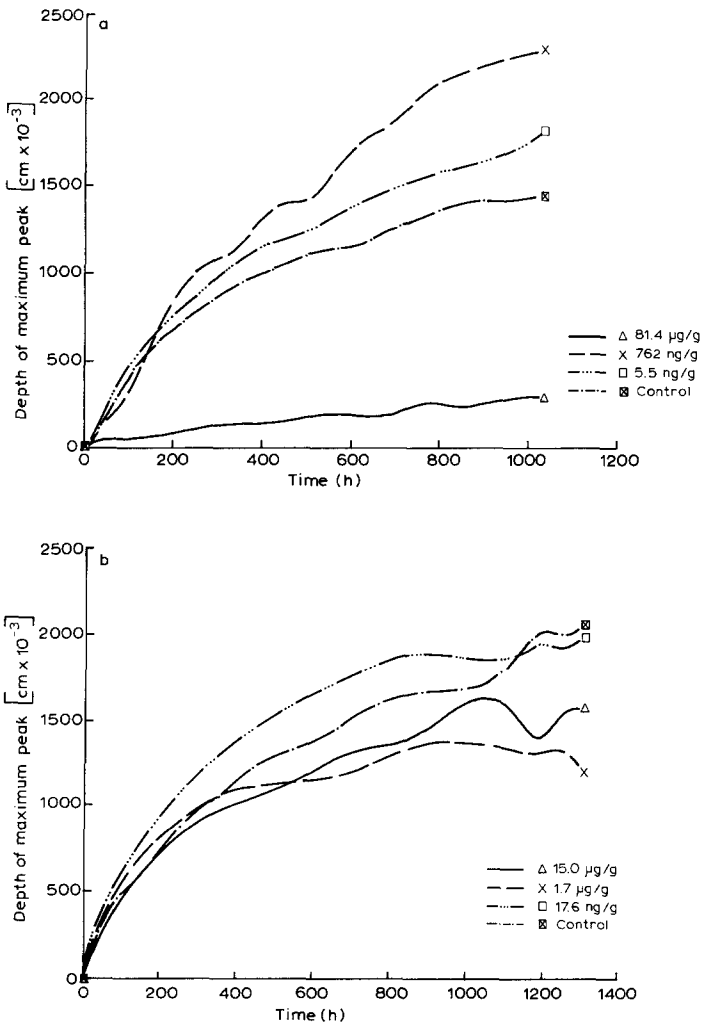 a
2500
2000
1500
1000
500
0
Depth of maximum peak [cm x 10⁻³]
0 200 400 600 800 1000 1200
Time (h)
△ 81.4 µg/g
X 762 ng/g
□ 5.5 ng/g
⊠ Control
b
2500
2000
1500
1000
500
0
Depth of maximum peak [cm x 10⁻³]
0 200 400 600 800 1000 1200 1400
Time (h)
△ 15.0 µg/g
X 1.7 µg/g
□ 17.6 ng/g
⊠ Control